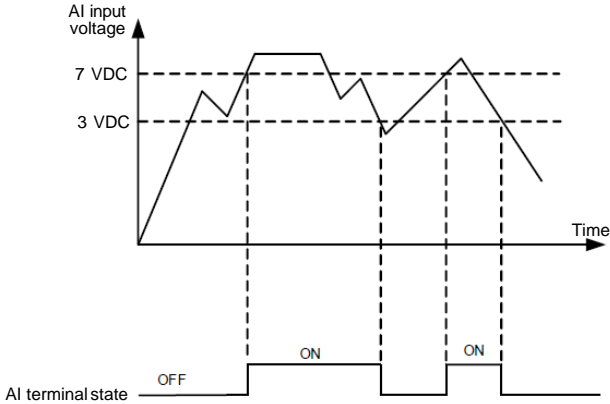 AI input
voltage
7 VDC
3 VDC
Time
ON
ON
OFF
AI terminal state